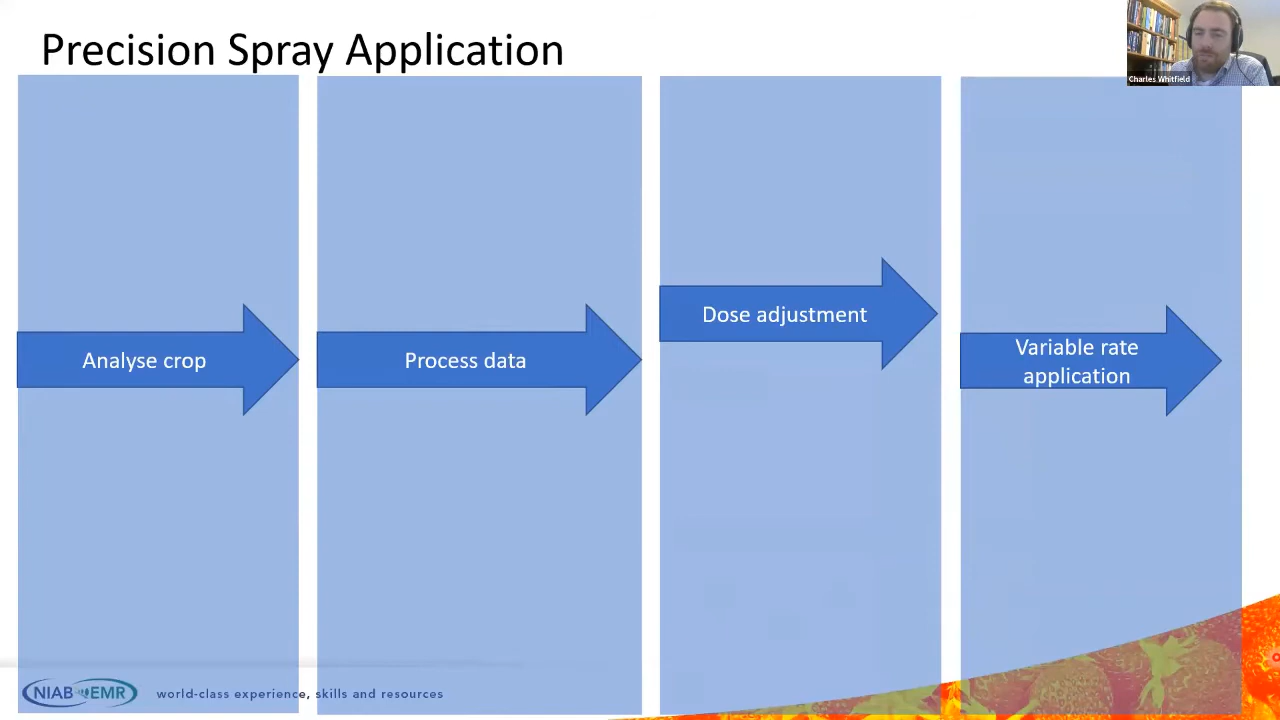 Precision Spray Application
Charles Whitfield
Analyse crop
Process data
Dose adjustment
Variable rate
application
NIAB EMR
world-class experience, skills and resources